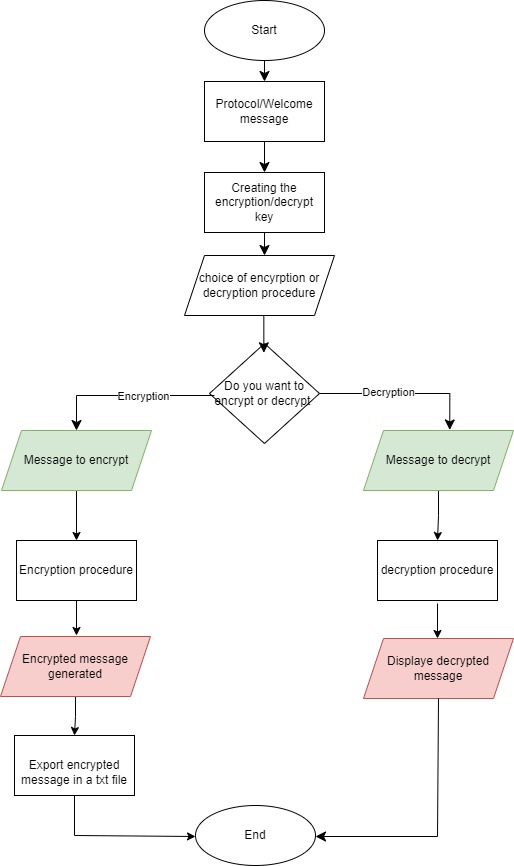 Start
Protocol/Welcome
message
Creating the
encryption/decrypt
key
choice of encyrption or
decryption procedure
Do you want to
encrypt or decrypt
Encryption
Decryption
Message to encrypt
Message to decrypt
Encryption procedure
decryption procedure
Encrypted message
generated
Displaye decrypted
message
Export encrypted
message in a txt file
End